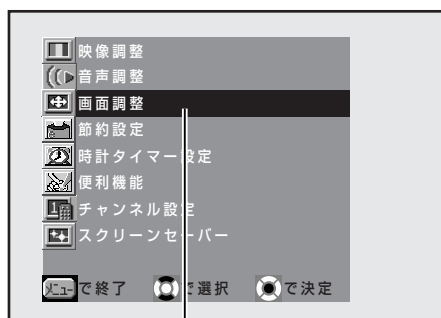 映像調整
音声調整
画面調整
節約設定
時計タイマー設定
便利機能
チャンネル設定
スクリーンセーバー
メニューで終了 で選択 で決定